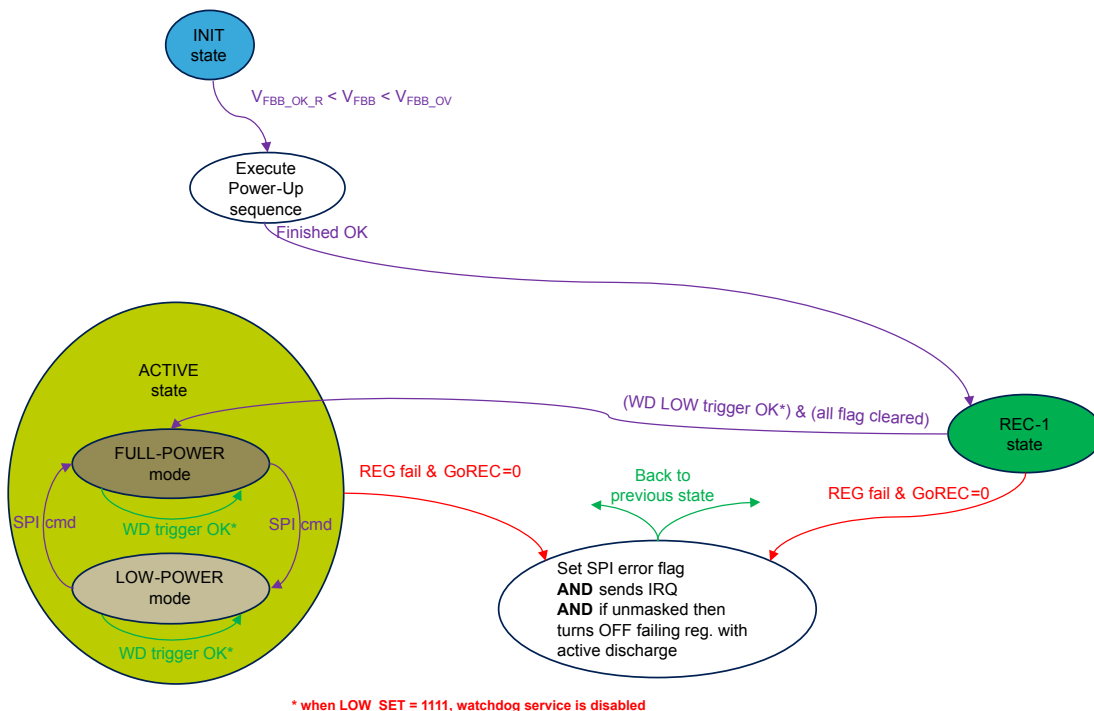 INIT
state
V_FBB_OK_R < V_FBB < V_FBB_OV
Execute
Power-Up
sequence
Finished OK
ACTIVE
state
(WD LOW trigger OK*) & (all flag cleared)
REC-1
state
FULL-POWER
mode
REG fail & GoREC=0
Back to
previous state
REG fail & GoREC=0
SPI cmd
WD trigger OK*
SPI cmd
LOW-POWER
mode
WD trigger OK*
Set SPI error flag
AND sends IRQ
AND if unmasked then
turns OFF failing reg. with
active discharge
* when LOW_SET = 1111, watchdog service is disabled